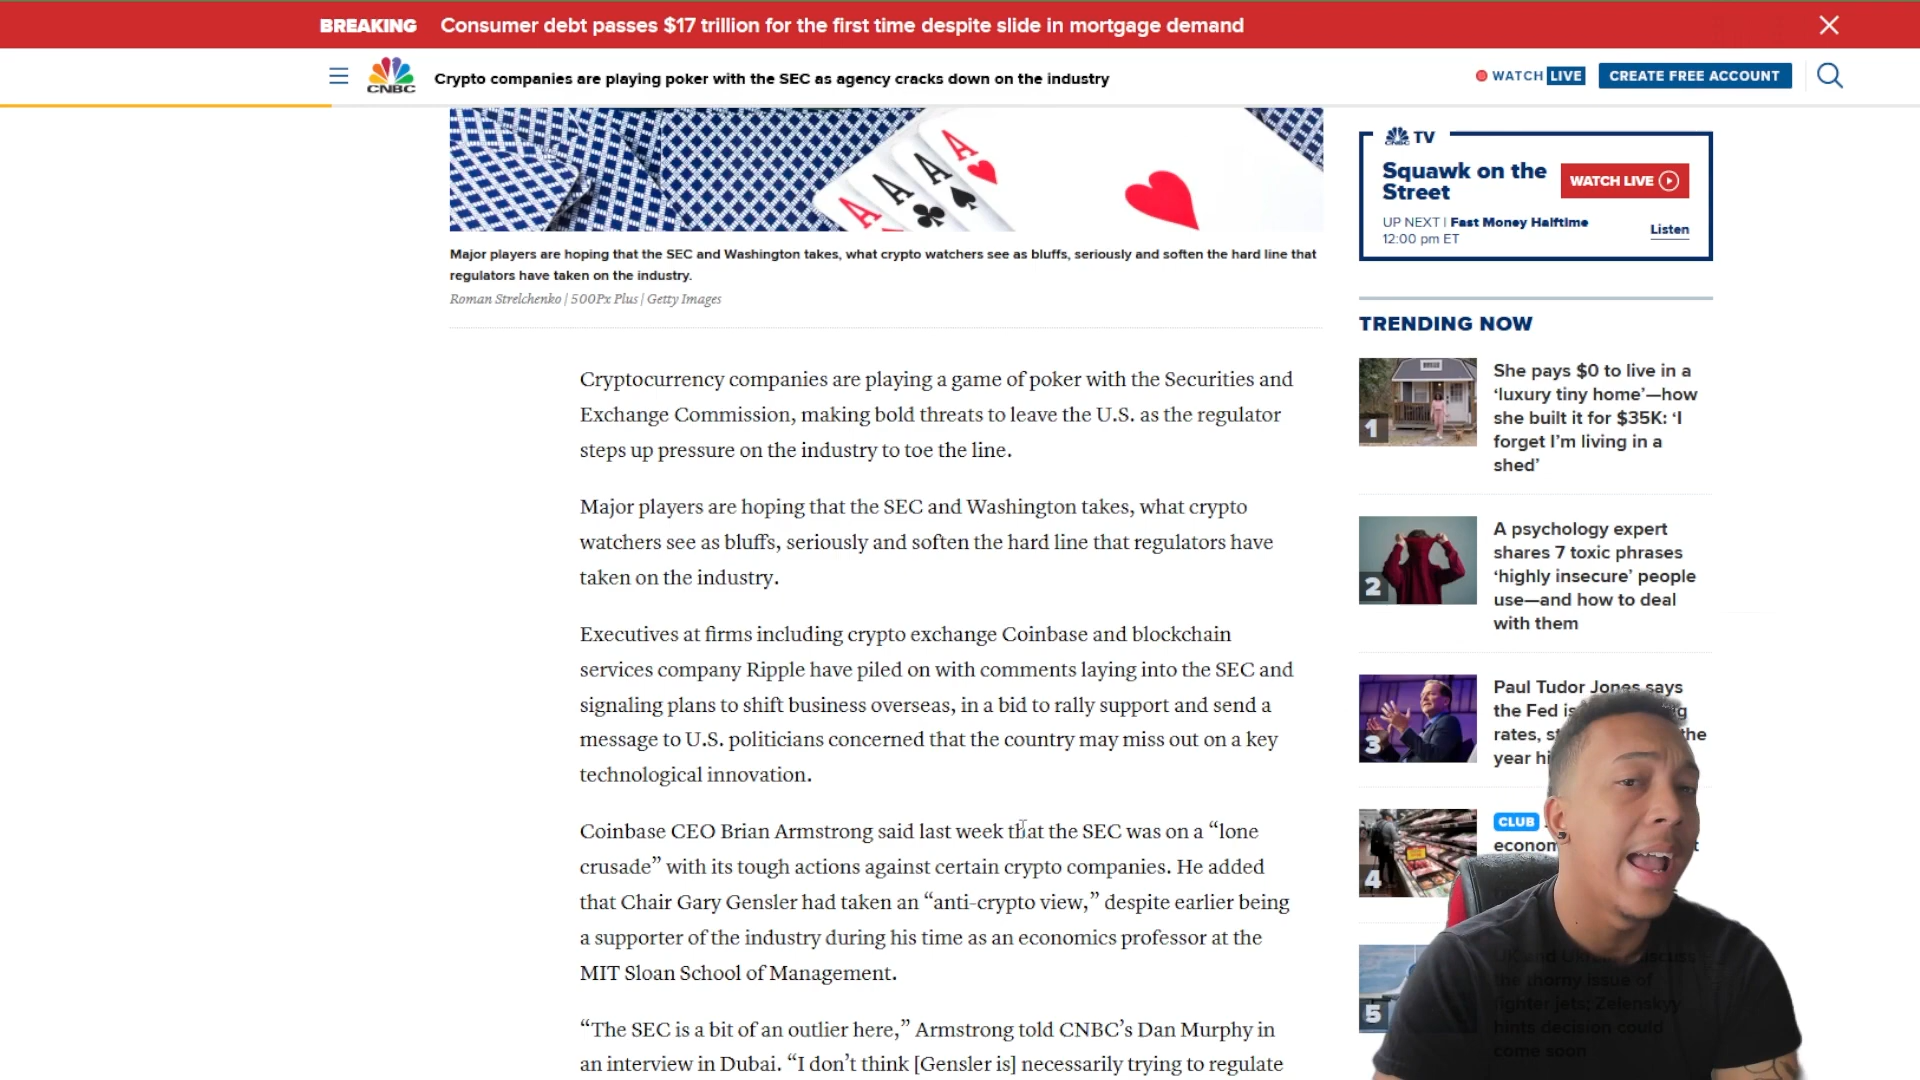 BREAKING Consumer debt passes $17 trillion for the first time despite slide in mortgage demand
CNBC
Crypto companies are playing poker with the SEC as agency cracks down on the industry
WATCH LIVE
CREATE FREE ACCOUNT
A A A A
Major players are hoping that the SEC and Washington takes, what crypto watchers see as bluffs, seriously and soften the hard line that
regulators have taken on the industry.
Roman Strelchenko | 500Px Plus | Getty Images
Cryptocurrency companies are playing a game of poker with the Securities and
Exchange Commission, making bold threats to leave the U.S. as the regulator
steps up pressure on the industry to toe the line.
Major players are hoping that the SEC and Washington takes, what crypto
watchers see as bluffs, seriously and soften the hard line that regulators have
taken on the industry.
Executives at firms including crypto exchange Coinbase and blockchain
services company Ripple have piled on with comments laying into the SEC and
signaling plans to shift business overseas, in a bid to rally support and send a
message to U.S. politicians concerned that the country may miss out on a key
technological innovation.
Coinbase CEO Brian Armstrong said last week that the SEC was on a “lone
crusade” with its tough actions against certain crypto companies. He added
that Chair Gary Gensler had taken an “anti-crypto view,” despite earlier being
a supporter of the industry during his time as an economics professor at the
MIT Sloan School of Management.
“The SEC is a bit of an outlier here,” Armstrong told CNBC’s Dan Murphy in
an interview in Dubai. “I don’t think [Gensler is] necessarily trying to regulate
TV
Squawk on the
Street
WATCH LIVE
UP NEXT | Fast Money Halftime
12:00 pm ET
Listen
TRENDING NOW
1
She pays $0 to live in a
‘luxury tiny home’—how
she built it for $35K: ‘I
forget I’m living in a
shed’
2
A psychology expert
shares 7 toxic phrases
‘highly insecure’ people
use—and how to deal
with them
3
Paul Tudor Jones says
the Fed is
rates, the
year
4
CLUB
5
the thorny issue of
fighter jets; Zelenskyy
hints decision could
come soon